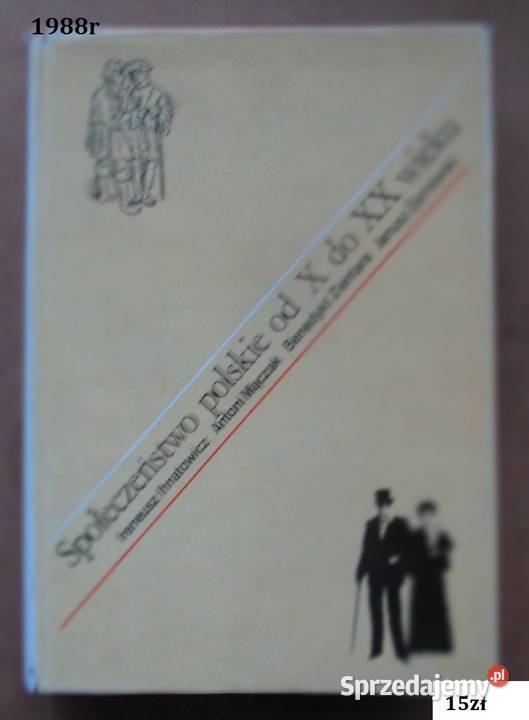 1988r
Społeczeństwo polskie od X do XX wieku
Ireneusz Ihnatowicz Antoni Mączak Benedykt Zientara Janusz Żarnowski
Sprzedajemy.pl
15zł